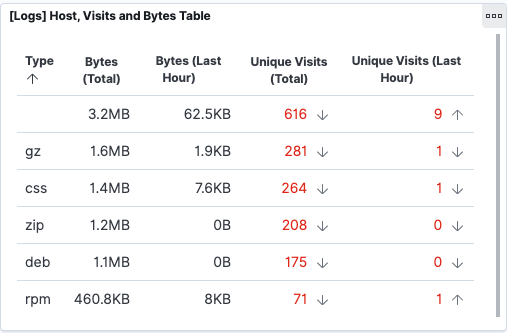 [Logs] Host, Visits and Bytes Table
Type ↑ Bytes (Total) Bytes (Last Hour) Unique Visits (Total) Unique Visits (Last Hour)
3.2MB 62.5KB 616 ↓ 9 ↑
gz 1.6MB 1.9KB 281 ↓ 1 ↓
css 1.4MB 7.6KB 264 ↓ 1 ↓
zip 1.2MB 0B 208 ↓ 0 ↓
deb 1.1MB 0B 175 ↓ 0 ↓
rpm 460.8KB 8KB 71 ↓ 1 ↑